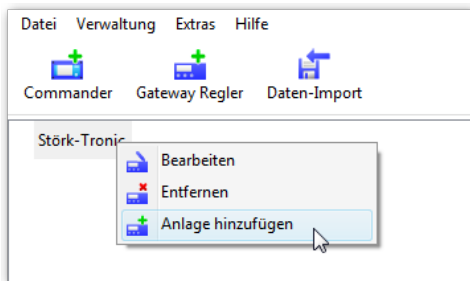 Datei Verwaltung Extras Hilfe
Commander Gateway Regler Daten-Import
Störk-Tronic
Bearbeiten
Entfernen
Anlage hinzufügen